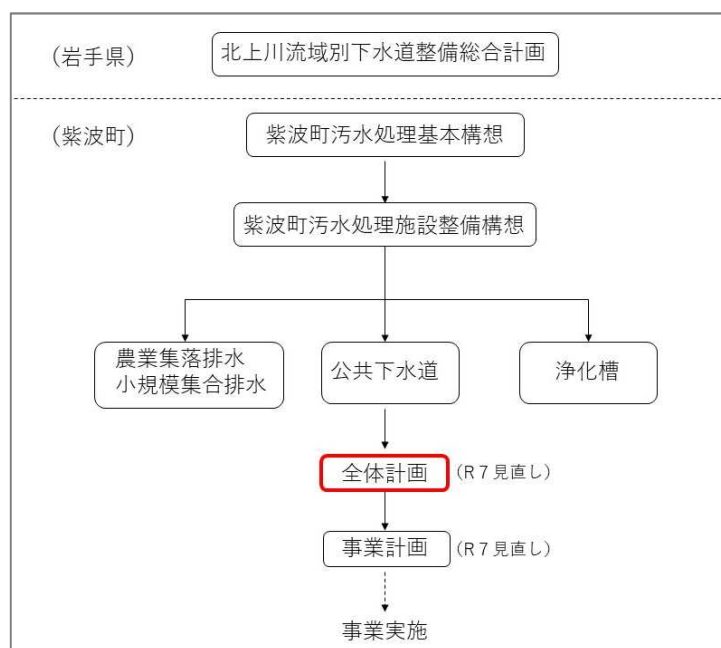 (岩手県)
北上川流域別下水道整備総合計画
(紫波町)
紫波町汚水処理基本構想
紫波町汚水処理施設整備構想
農業集落排水
小規模集合排水
公共下水道
浄化槽
全体計画
(R7見直し)
事業計画
(R7見直し)
事業実施